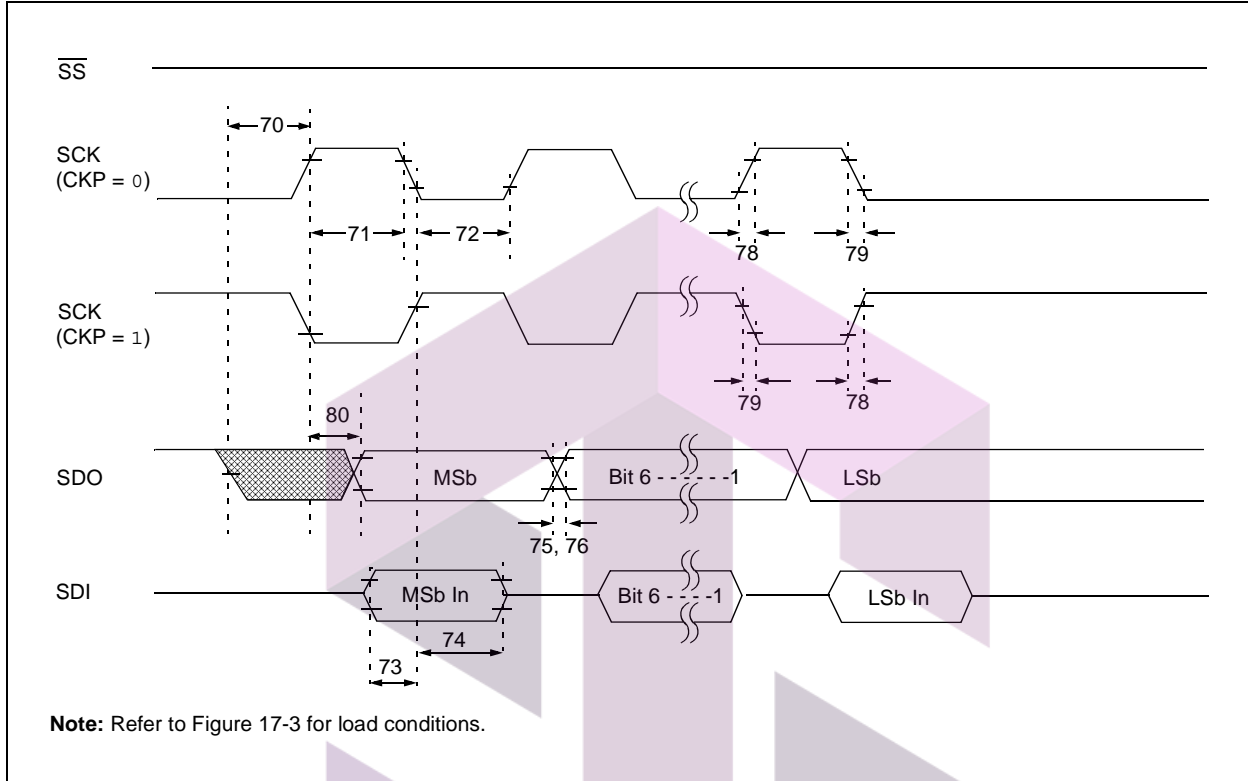 SS
70
SCK
(CKP = 0)
71
72
78
79
SCK
(CKP = 1)
79
78
80
SDO
MSb
Bit 6 - - - - - -1
LSb
75, 76
SDI
MSb In
Bit 6 - - - - -1
LSb In
74
73
Note: Refer to Figure 17-3 for load conditions.